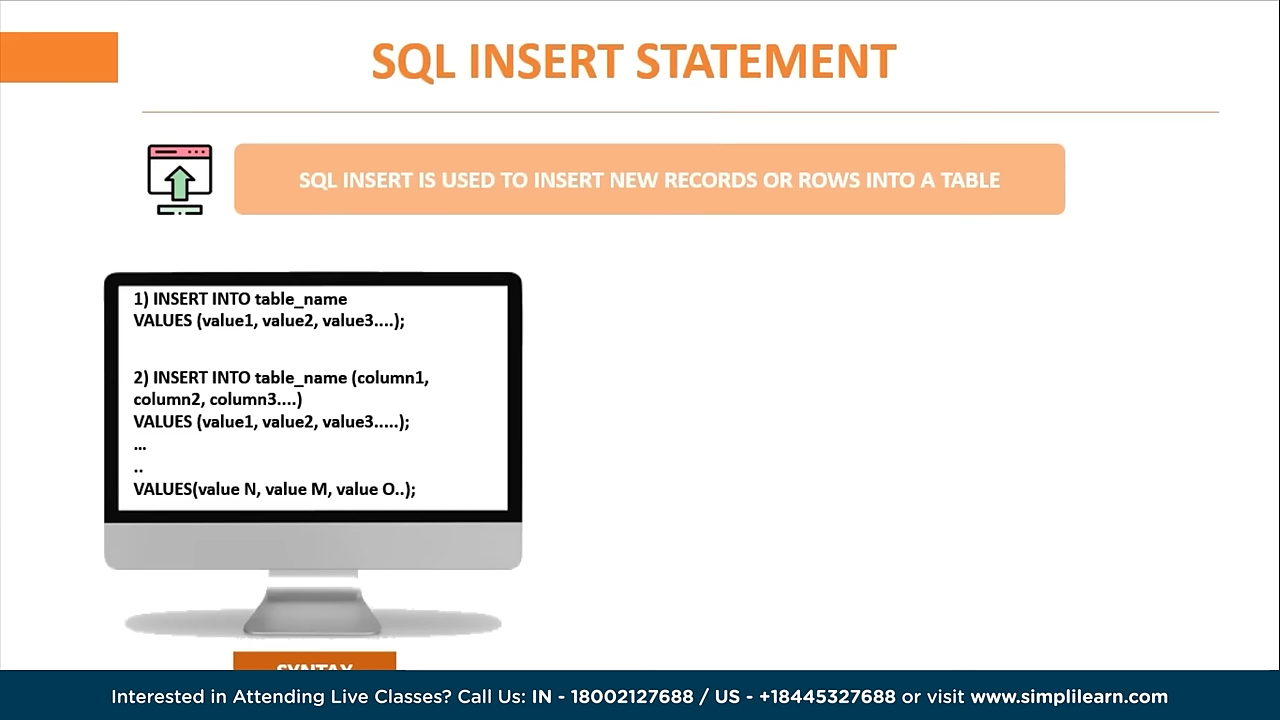 SQL INSERT STATEMENT
SQL INSERT IS USED TO INSERT NEW RECORDS OR ROWS INTO A TABLE
1) INSERT INTO table_name
VALUES (value1, value2, value3....);
2) INSERT INTO table_name (column1,
column2, column3....)
VALUES (value1, value2, value3.....);
...
..
VALUES(value N, value M, value O..);
SYNTAX
Interested in Attending Live Classes? Call Us: IN - 18002127688 / US - +18445327688 or visit www.simplilearn.com